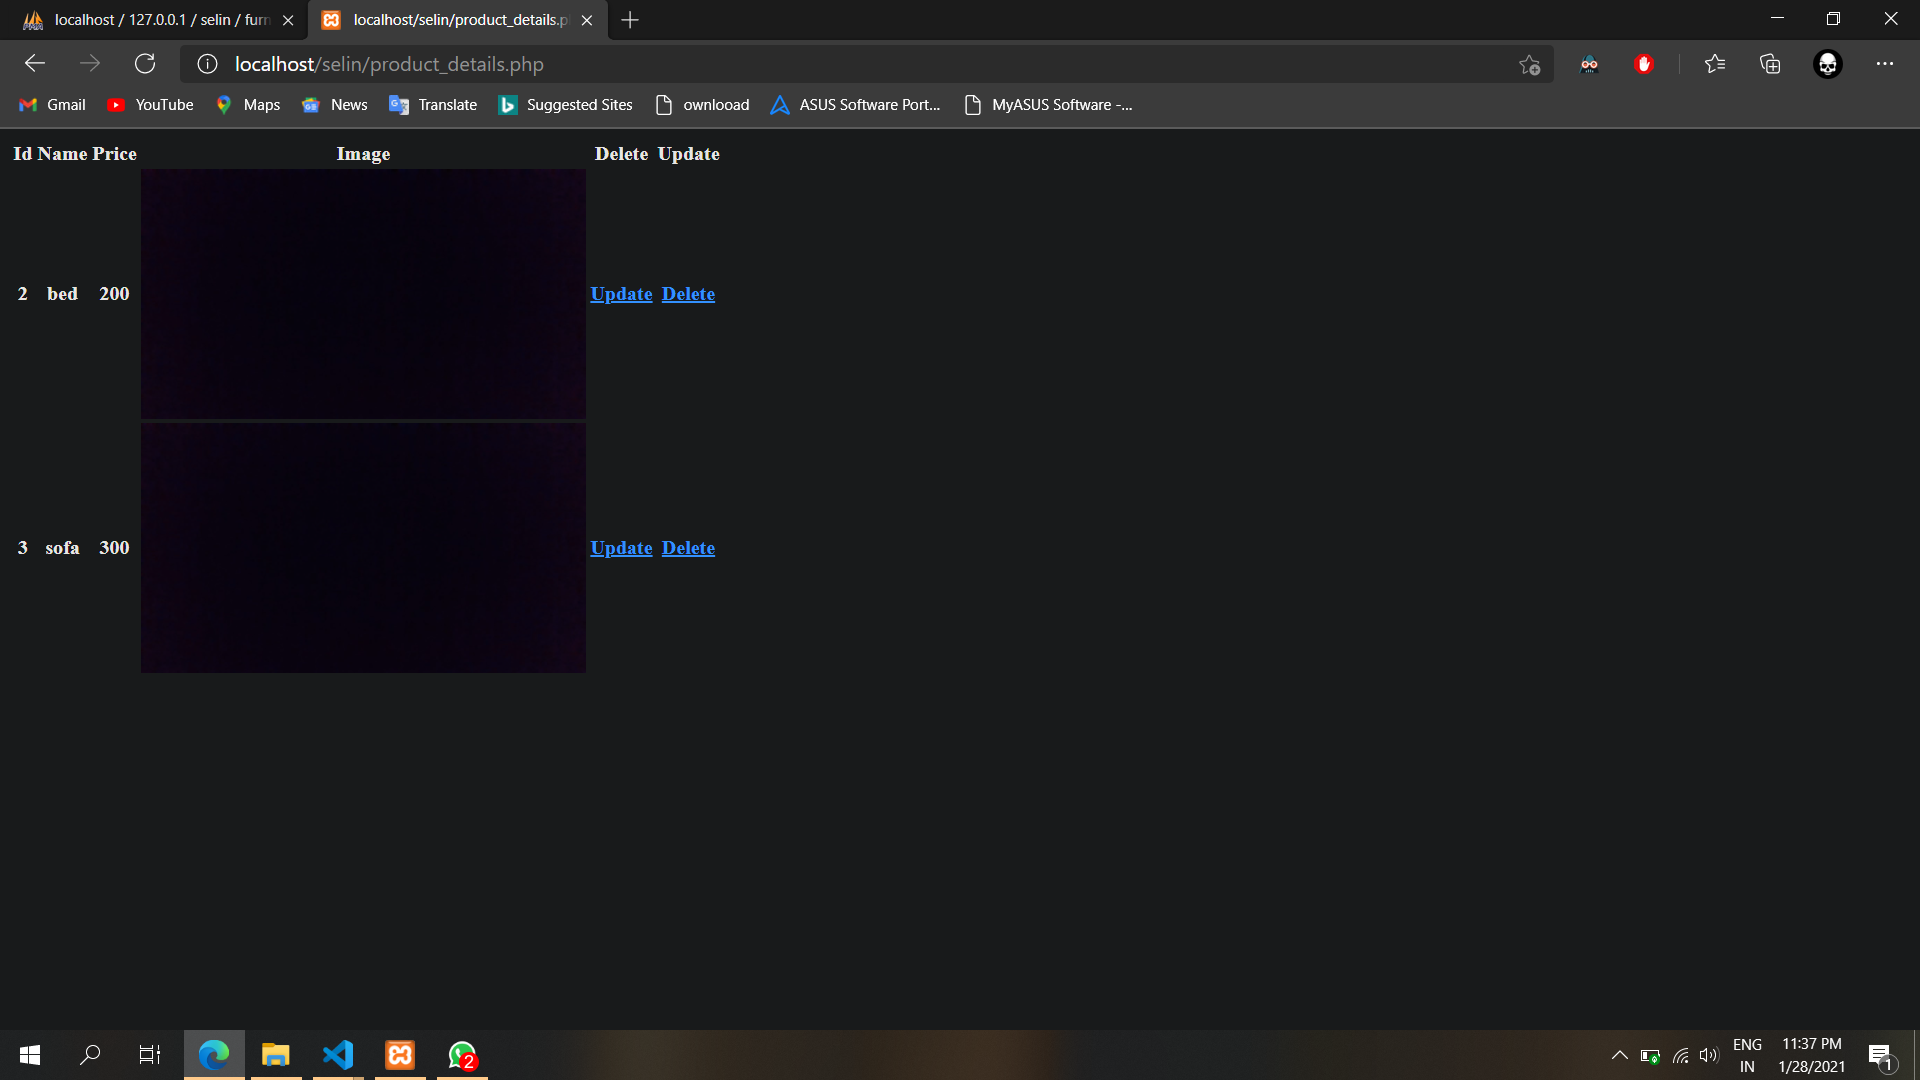 localhost / 127.0.0.1 / selin / furn
localhost/selin/product_details.p
localhost/selin/product_details.php
Gmail YouTube Maps News Translate Suggested Sites ownlooad ASUS Software Port... MyASUS Software -...
Id Name Price Image Delete Update
2 bed 200 Update Delete
3 sofa 300 Update Delete
2
ENG 11:37 PM
IN 1/28/2021
1